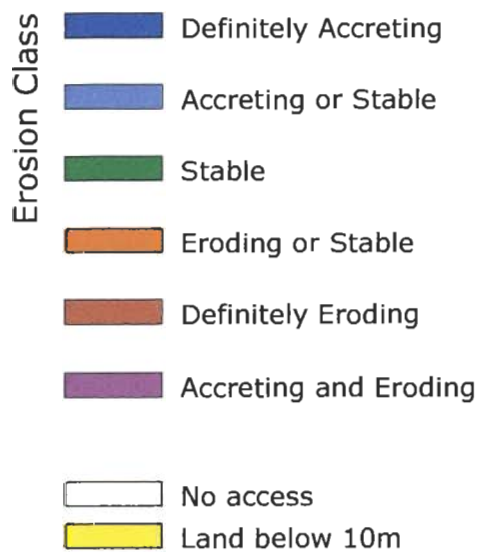 Erosion Class
Definitely Accreting
Accreting or Stable
Stable
Eroding or Stable
Definitely Eroding
Accreting and Eroding
No access
Land below 10m